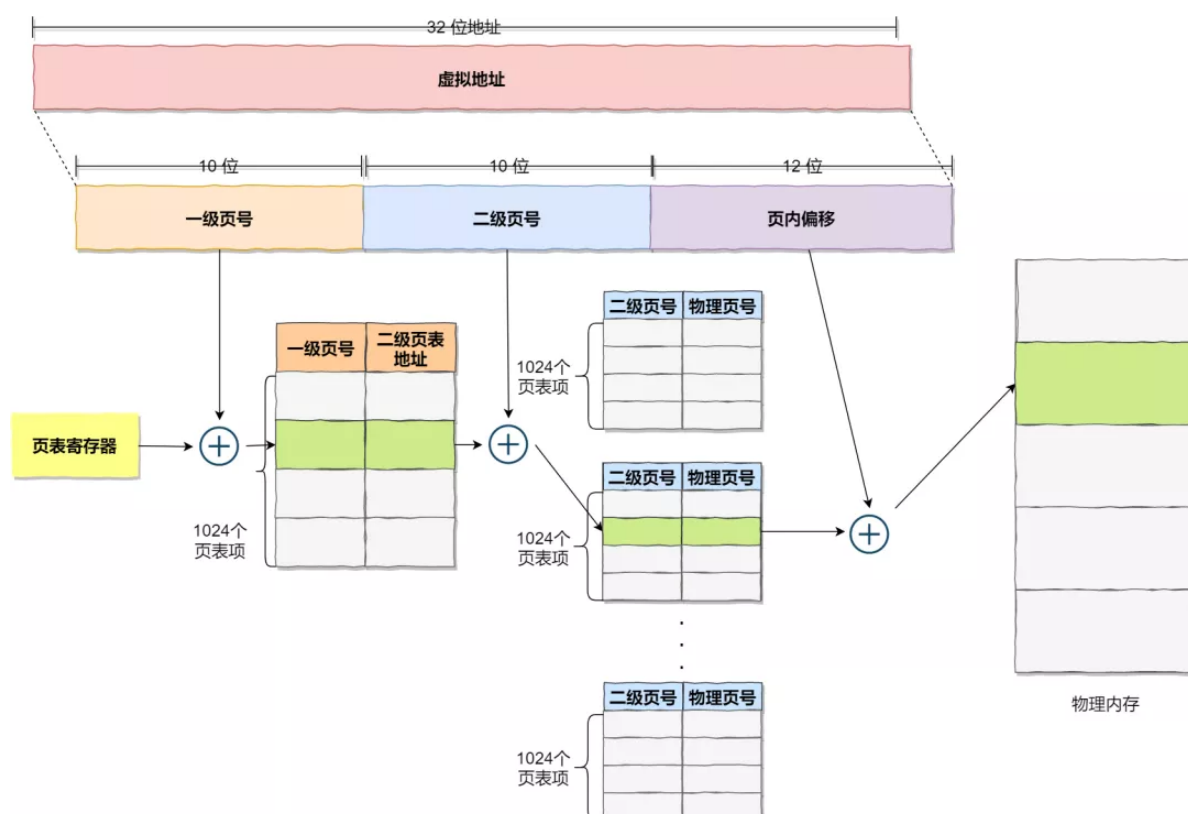 32 位地址
虚拟地址
10 位
10 位
12 位
一级页号
二级页号
页内偏移
二级页号
物理页号
一级页号
二级页表
地址
1024个
页表项
页表寄存器
二级页号
物理页号
1024个
页表项
1024个
页表项
二级页号
物理页号
物理内存
1024个
页表项